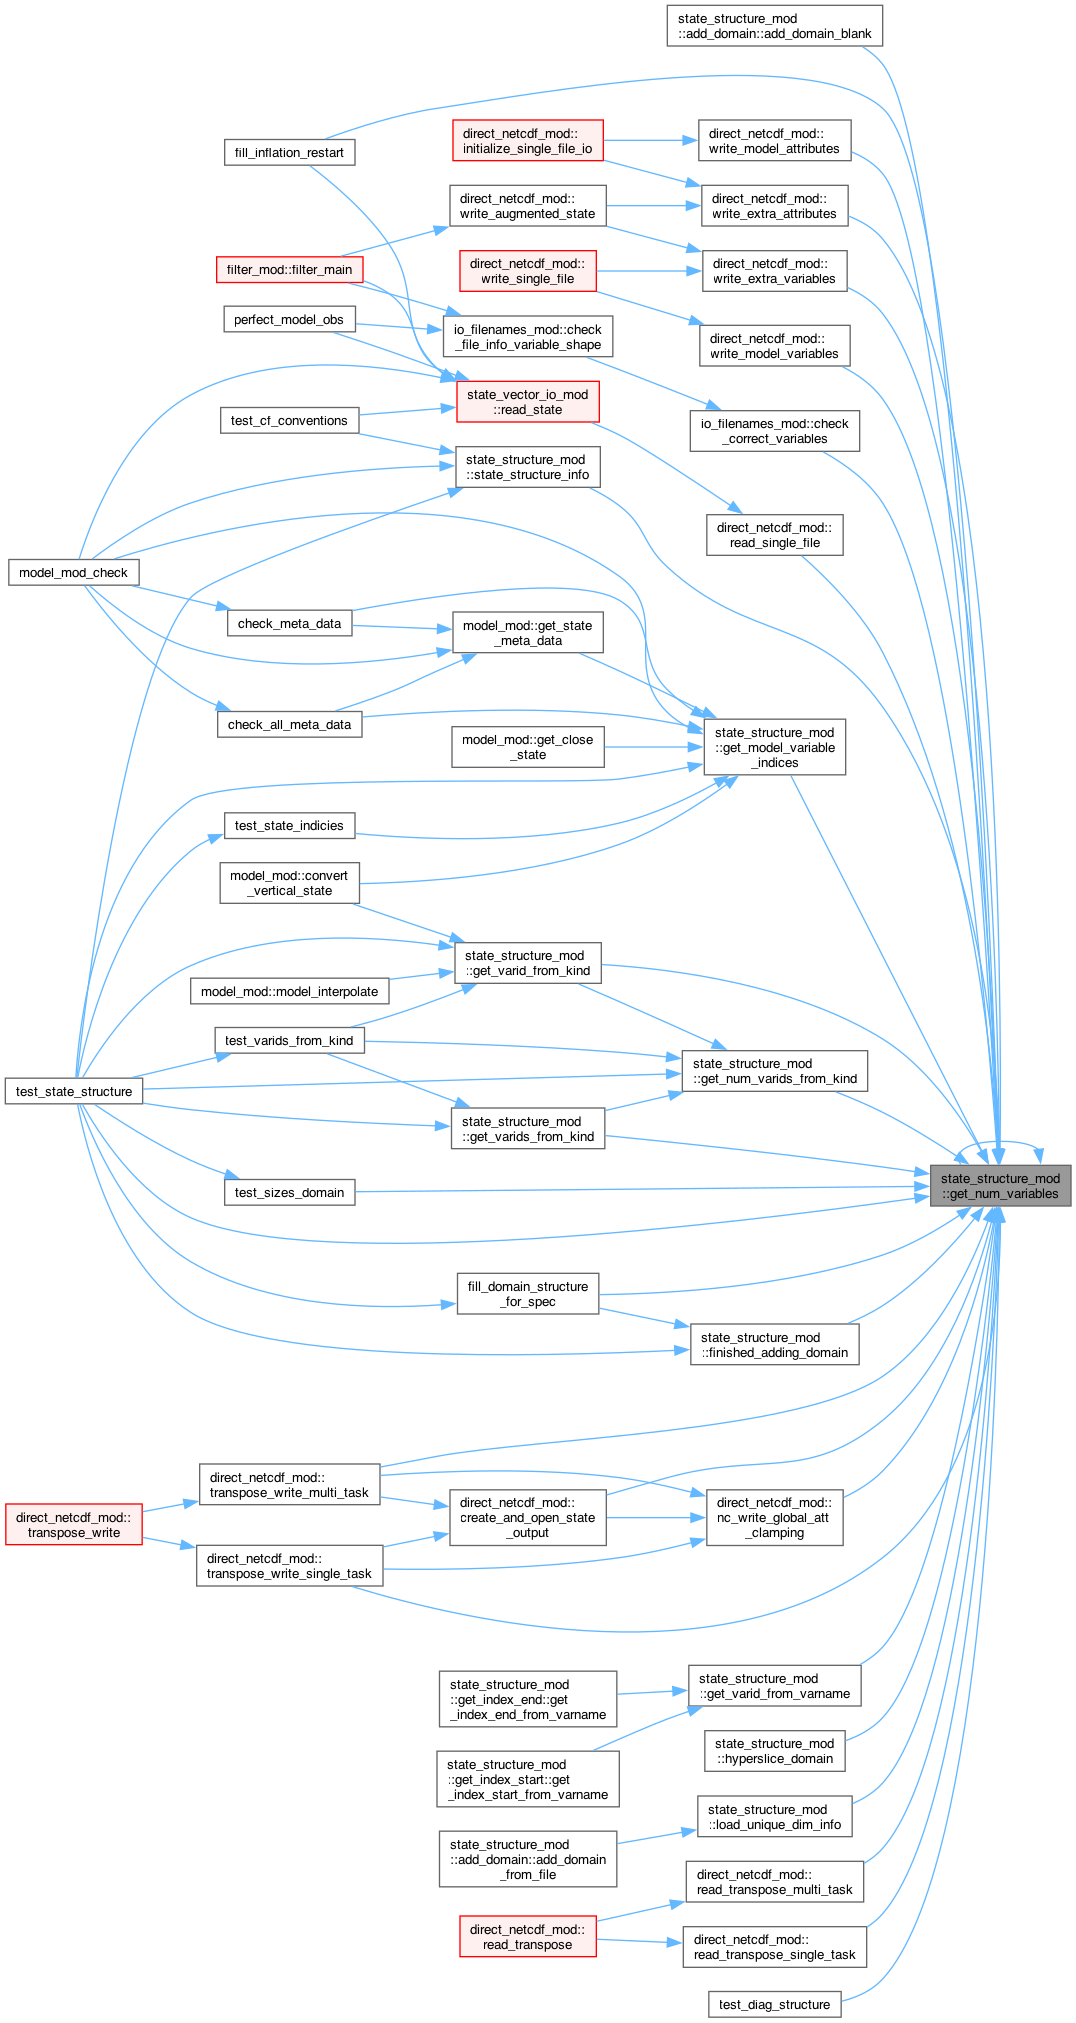 state_structure_mod
::add_domain::add_domain_blank
fill_inflation_restart
direct_netcdf_mod::
initialize_single_file_io
direct_netcdf_mod::
write_model_attributes
direct_netcdf_mod::
write_augmented_state
direct_netcdf_mod::
write_extra_attributes
filter_mod::filter_main
direct_netcdf_mod::
write_single_file
direct_netcdf_mod::
write_extra_variables
perfect_model_obs
io_filenames_mod::check
_file_info_variable_shape
direct_netcdf_mod::
write_model_variables
state_vector_io_mod
::read_state
test_cf_conventions
io_filenames_mod::check
_correct_variables
state_structure_mod
::state_structure_info
direct_netcdf_mod::
read_single_file
model_mod_check
check_meta_data
model_mod::get_state
_meta_data
check_all_meta_data
model_mod::get_close
_state
state_structure_mod
::get_model_variable
_indices
test_state_indicies
model_mod::convert
_vertical_state
state_structure_mod
::get_varid_from_kind
model_mod::model_interpolate
test_varids_from_kind
state_structure_mod
::get_num_varids_from_kind
test_state_structure
state_structure_mod
::get_varids_from_kind
test_sizes_domain
state_structure_mod
::get_num_variables
fill_domain_structure
_for_spec
state_structure_mod
::finished_adding_domain
direct_netcdf_mod::
transpose_write_multi_task
direct_netcdf_mod::
transpose_write
direct_netcdf_mod::
create_and_open_state
_output
direct_netcdf_mod::
nc_write_global_att
_clamping
direct_netcdf_mod::
transpose_write_single_task
state_structure_mod
::get_index_end::get
_index_end_from_varname
state_structure_mod
::get_varid_from_varname
state_structure_mod
::hyperslice_domain
state_structure_mod
::get_index_start::get
_index_start_from_varname
state_structure_mod
::load_unique_dim_info
state_structure_mod
::add_domain::add_domain
_from_file
direct_netcdf_mod::
read_transpose_multi_task
direct_netcdf_mod::
read_transpose
direct_netcdf_mod::
read_transpose_single_task
test_diag_structure